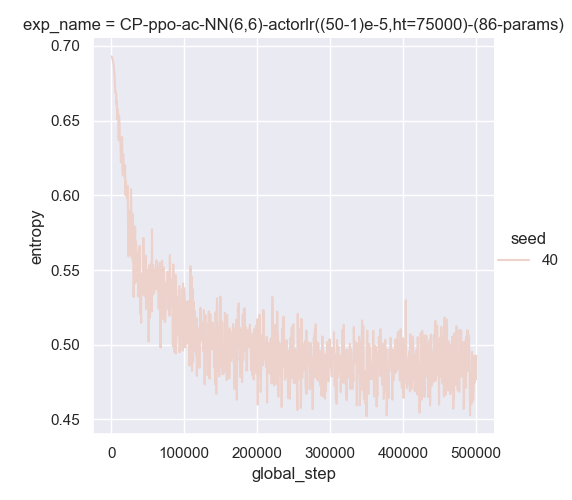 exp_name = CP-ppo-ac-NN(6,6)-actorlr((50-1)e-5,ht=75000)-(86-params)
0.70
0.65
0.60
0.55
0.50
0.45
entropy
0 100000 200000 300000 400000 500000
global_step
seed
40